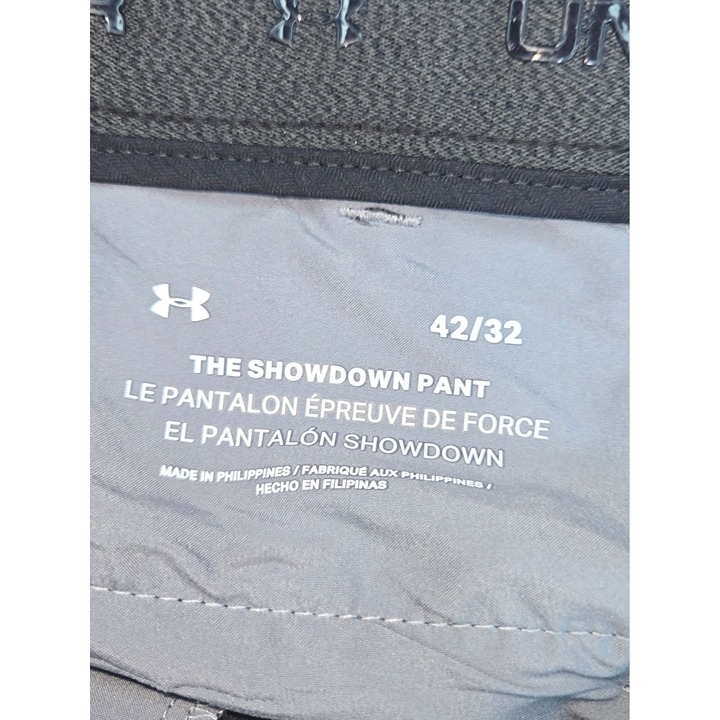 UN
42/32
THE SHOWDOWN PANT
LE PANTALON ÉPREUVE DE FORCE
EL PANTALÓN SHOWDOWN
MADE IN PHILIPPINES / FABRIQUÉ AUX PHILIPPINES /
HECHO EN FILIPINAS